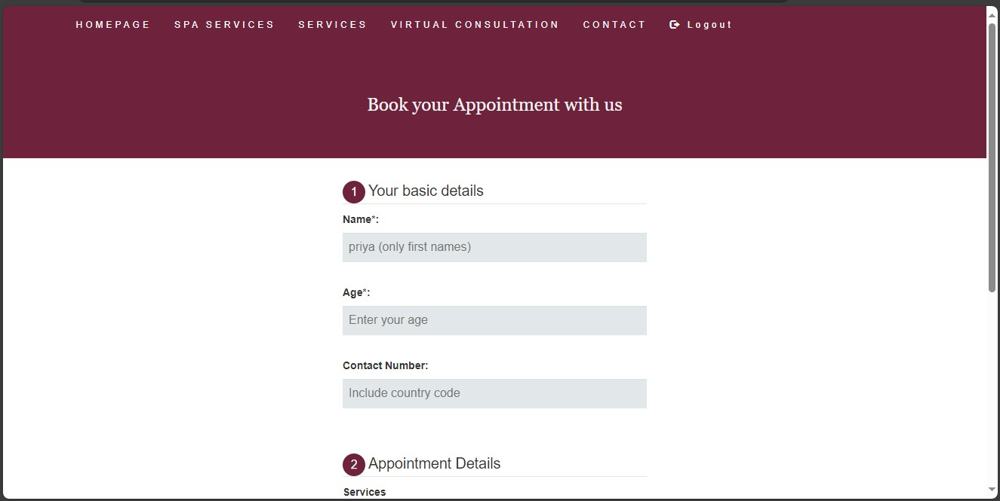 HOMEPAGE SPA SERVICES SERVICES VIRTUAL CONSULTATION CONTACT Logout
Book your Appointment with us
1 Your basic details
Name*:
priya (only first names)
Age*:
Enter your age
Contact Number:
Include country code
2 Appointment Details
Services